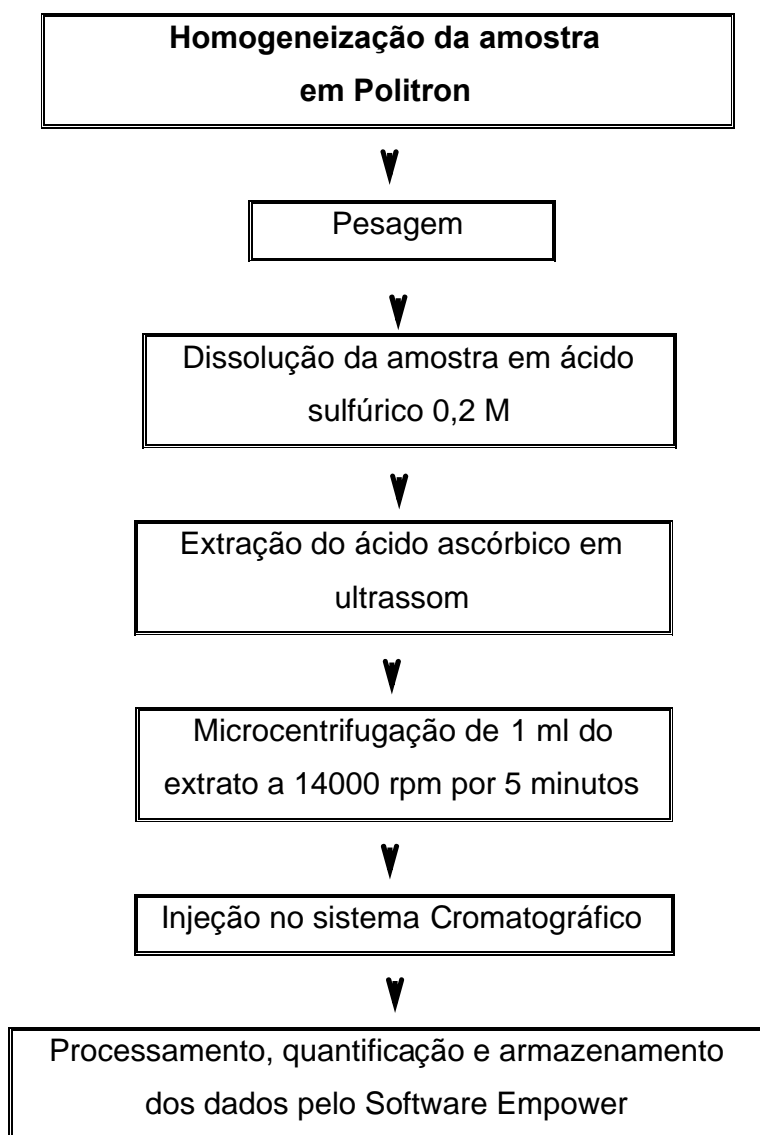 Homogeneização da amostra
em Politron
Pesagem
Dissolução da amostra em ácido
sulfúrico 0,2 M
Extração do ácido ascórbico em
ultrassom
Microcentrifugação de 1 ml do
extrato a 14000 rpm por 5 minutos
Injeção no sistema Cromatográfico
Processamento, quantificação e armazenamento
dos dados pelo Software Empower